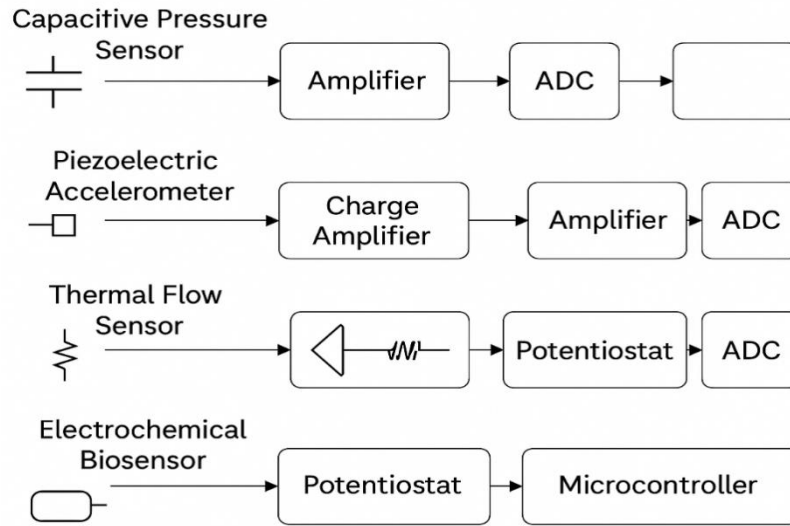 Capacitive Pressure
Sensor
Amplifier
ADC
Piezoelectric
Accelerometer
Charge
Amplifier
Amplifier
ADC
Thermal Flow
Sensor
Potentiostat
ADC
Electrochemical
Biosensor
Potentiostat
Microcontroller